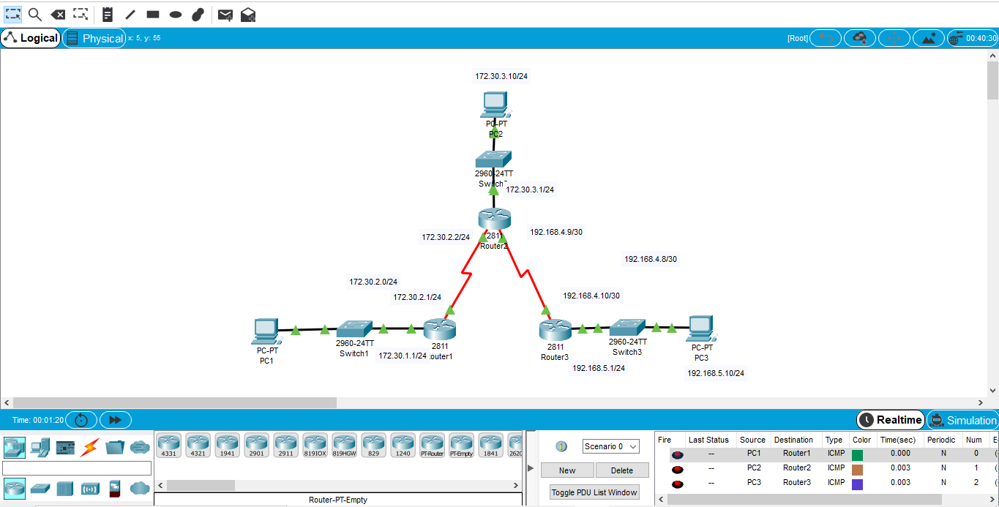 Logical
Physical
x: 5, y: 55
[Root]
00:40:30
172.30.3.10/24
PC-PT
PC2
2960-24TT
Switch
172.30.3.1/24
2811
Router2
172.30.2.2/24
192.168.4.9/30
192.168.4.8/30
172.30.2.0/24
172.30.2.1/24
192.168.4.10/30
PC-PT
PC1
2960-24TT
Switch1
172.30.1.1/24
2811
outer1
2811
Router3
2960-24TT
Switch3
192.168.5.1/24
PC-PT
PC3
192.168.5.10/24
Time: 00:01:20
Realtime
Simulation
4331 4321 1941 2901 2911 819IOX 819HGW 829 1240 PT-Router PT-Empty 1841 2620
Router-PT-Empty
Scenario 0
New Delete
Toggle PDU List Window
Fire Last Status Source Destination Type Color Time(sec) Periodic Num E
-- PC1 Router1 ICMP 0.000 N 0 (
-- PC2 Router2 ICMP 0.003 N 1 (
-- PC3 Router3 ICMP 0.003 N 2 (